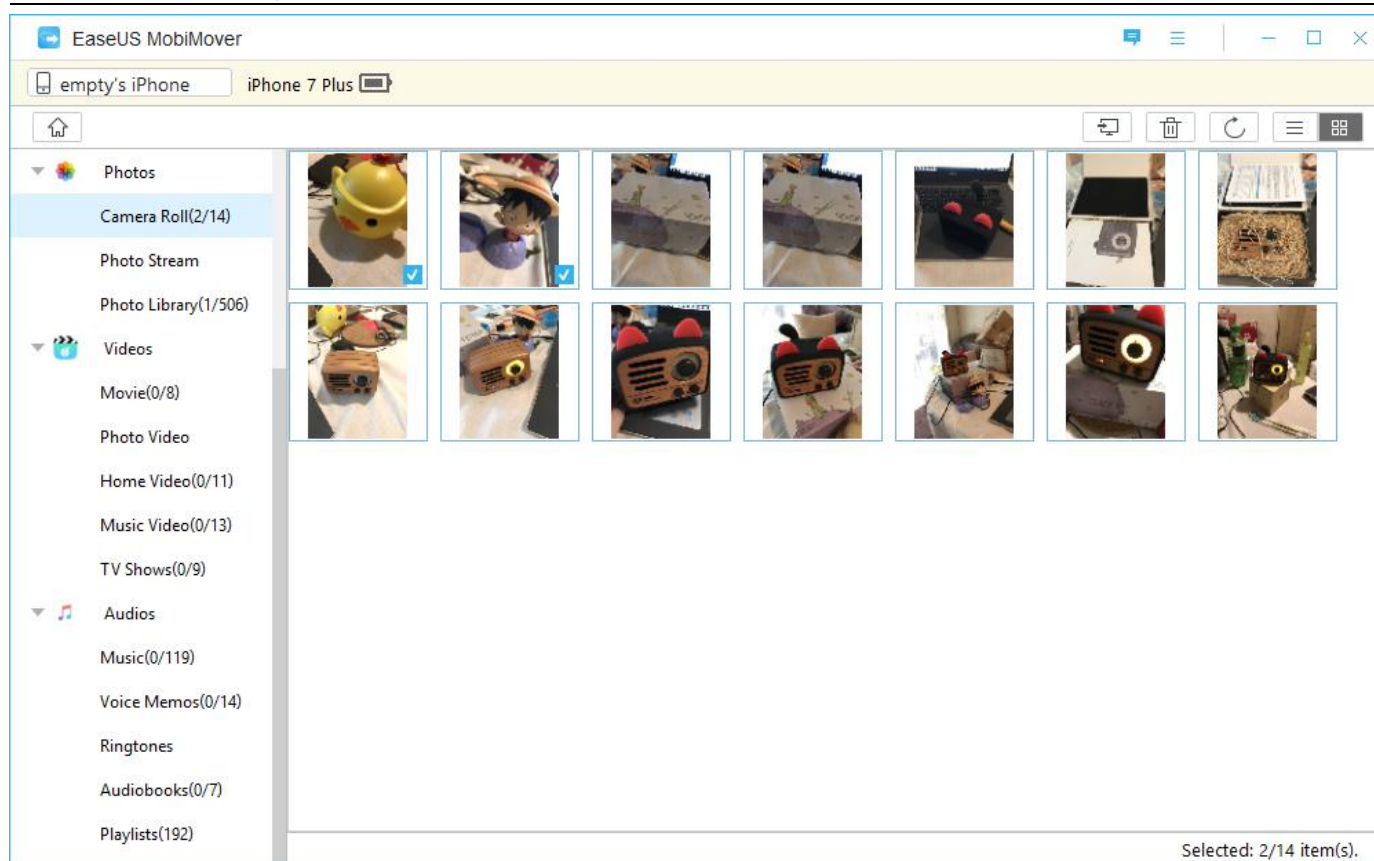 EaseUS MobiMover
empty's iPhone
iPhone 7 Plus
Photos
Camera Roll(2/14)
Photo Stream
Photo Library(1/506)
Videos
Movie(0/8)
Photo Video
Home Video(0/11)
Music Video(0/13)
TV Shows(0/9)
Audios
Music(0/119)
Voice Memos(0/14)
Ringtones
Audiobooks(0/7)
Playlists(192)
Selected: 2/14 item(s).